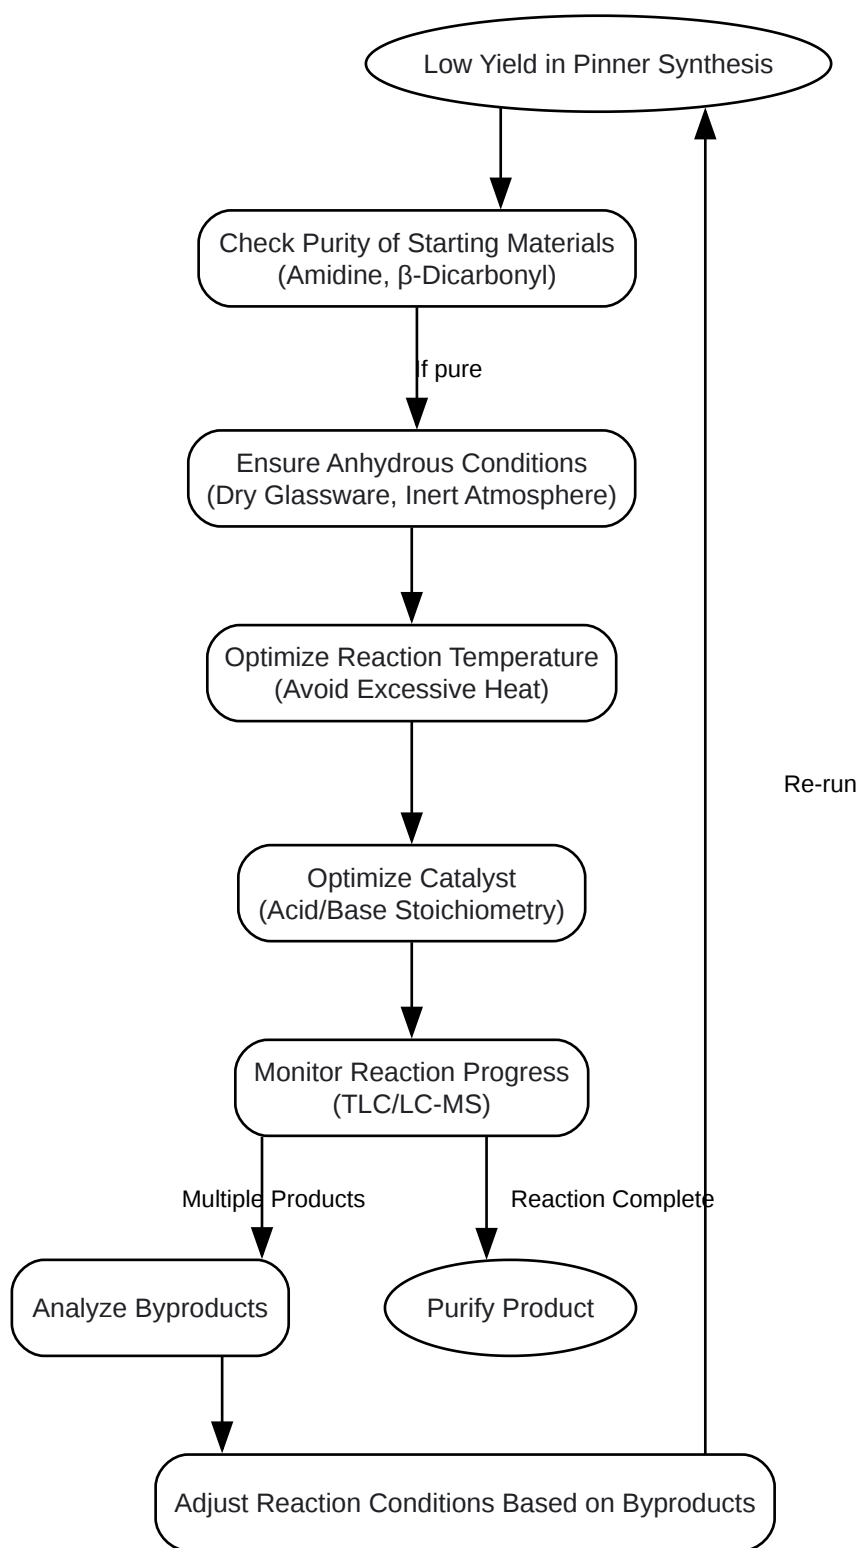 Low Yield in Pinner Synthesis
Check Purity of Starting Materials
(Amidine, β-Dicarbonyl)
If pure
Ensure Anhydrous Conditions
(Dry Glassware, Inert Atmosphere)
Optimize Reaction Temperature
(Avoid Excessive Heat)
Re-run
Optimize Catalyst
(Acid/Base Stoichiometry)
Monitor Reaction Progress
(TLC/LC-MS)
Multiple Products
Reaction Complete
Analyze Byproducts
Purify Product
Adjust Reaction Conditions Based on Byproducts